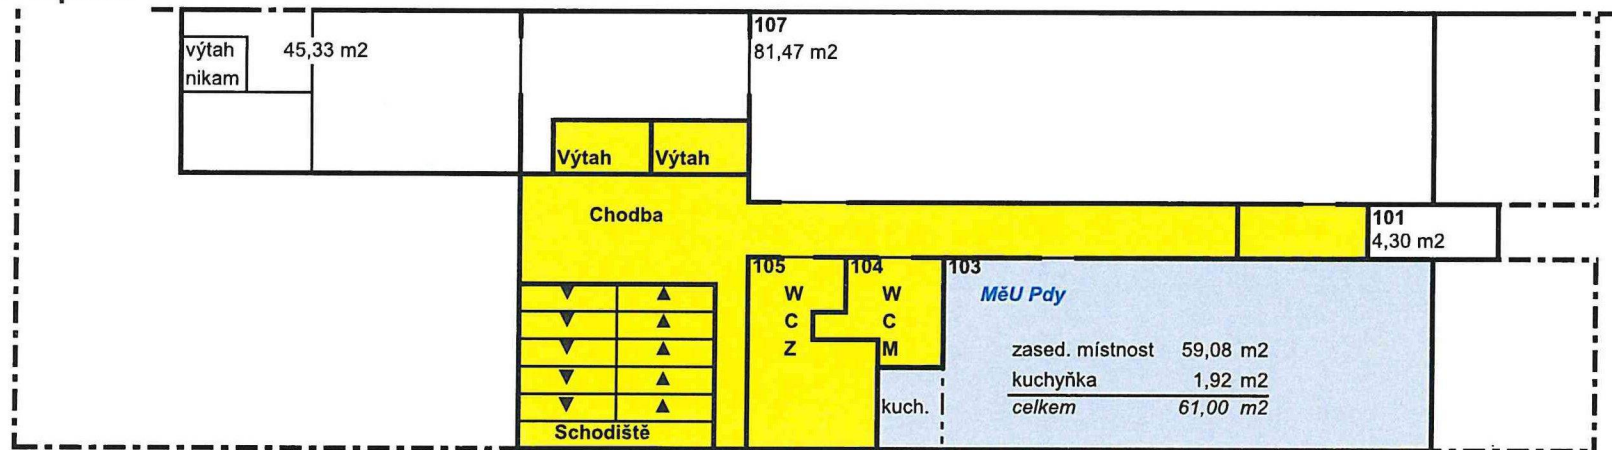 výtah
nikam
45,33 m2
107
81,47 m2
Výtah
Výtah
Chodba
101
4,30 m2
105
W
C
Z
104
W
C
M
103
MěU Pdy
zased. místnost 59,08 m2
kuchyňka 1,92 m2
celkem 61,00 m2
kuch.
Schodiště